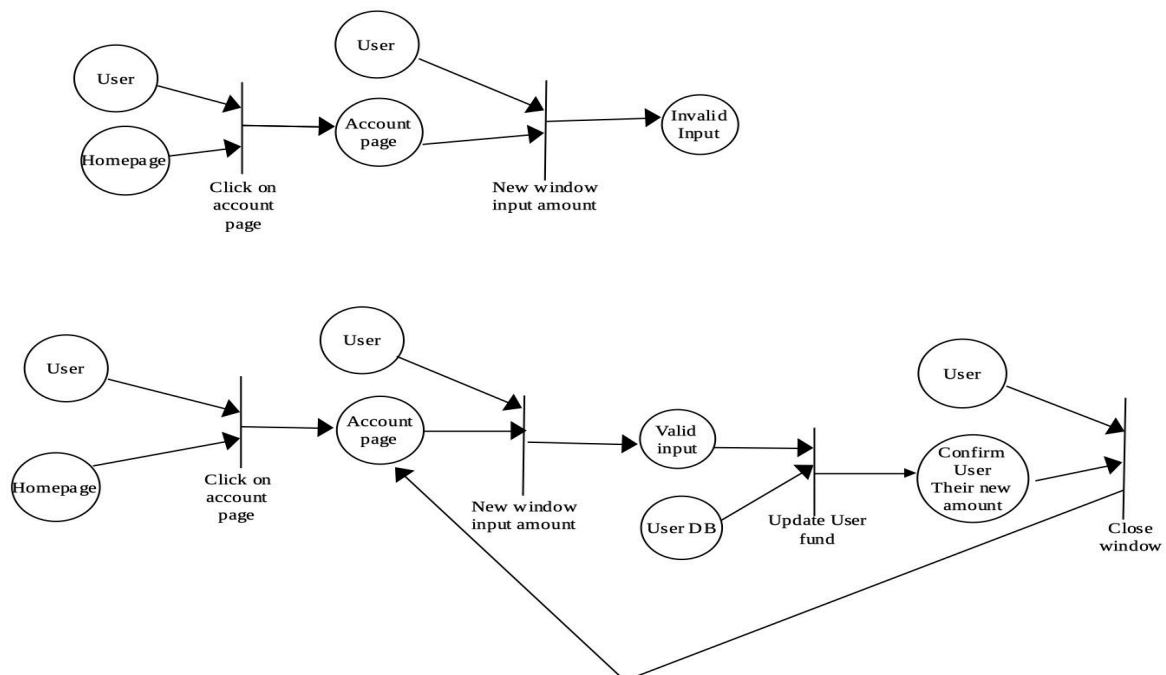 User
User
Homepage
Account
page
Invalid
Input
Click on
account
page
New window
input amount
User
User
User
Homepage
Account
page
Valid
input
Confirm
User
Their new
amount
Click on
account
page
New window
input amount
User DB
Update User
fund
Close
window